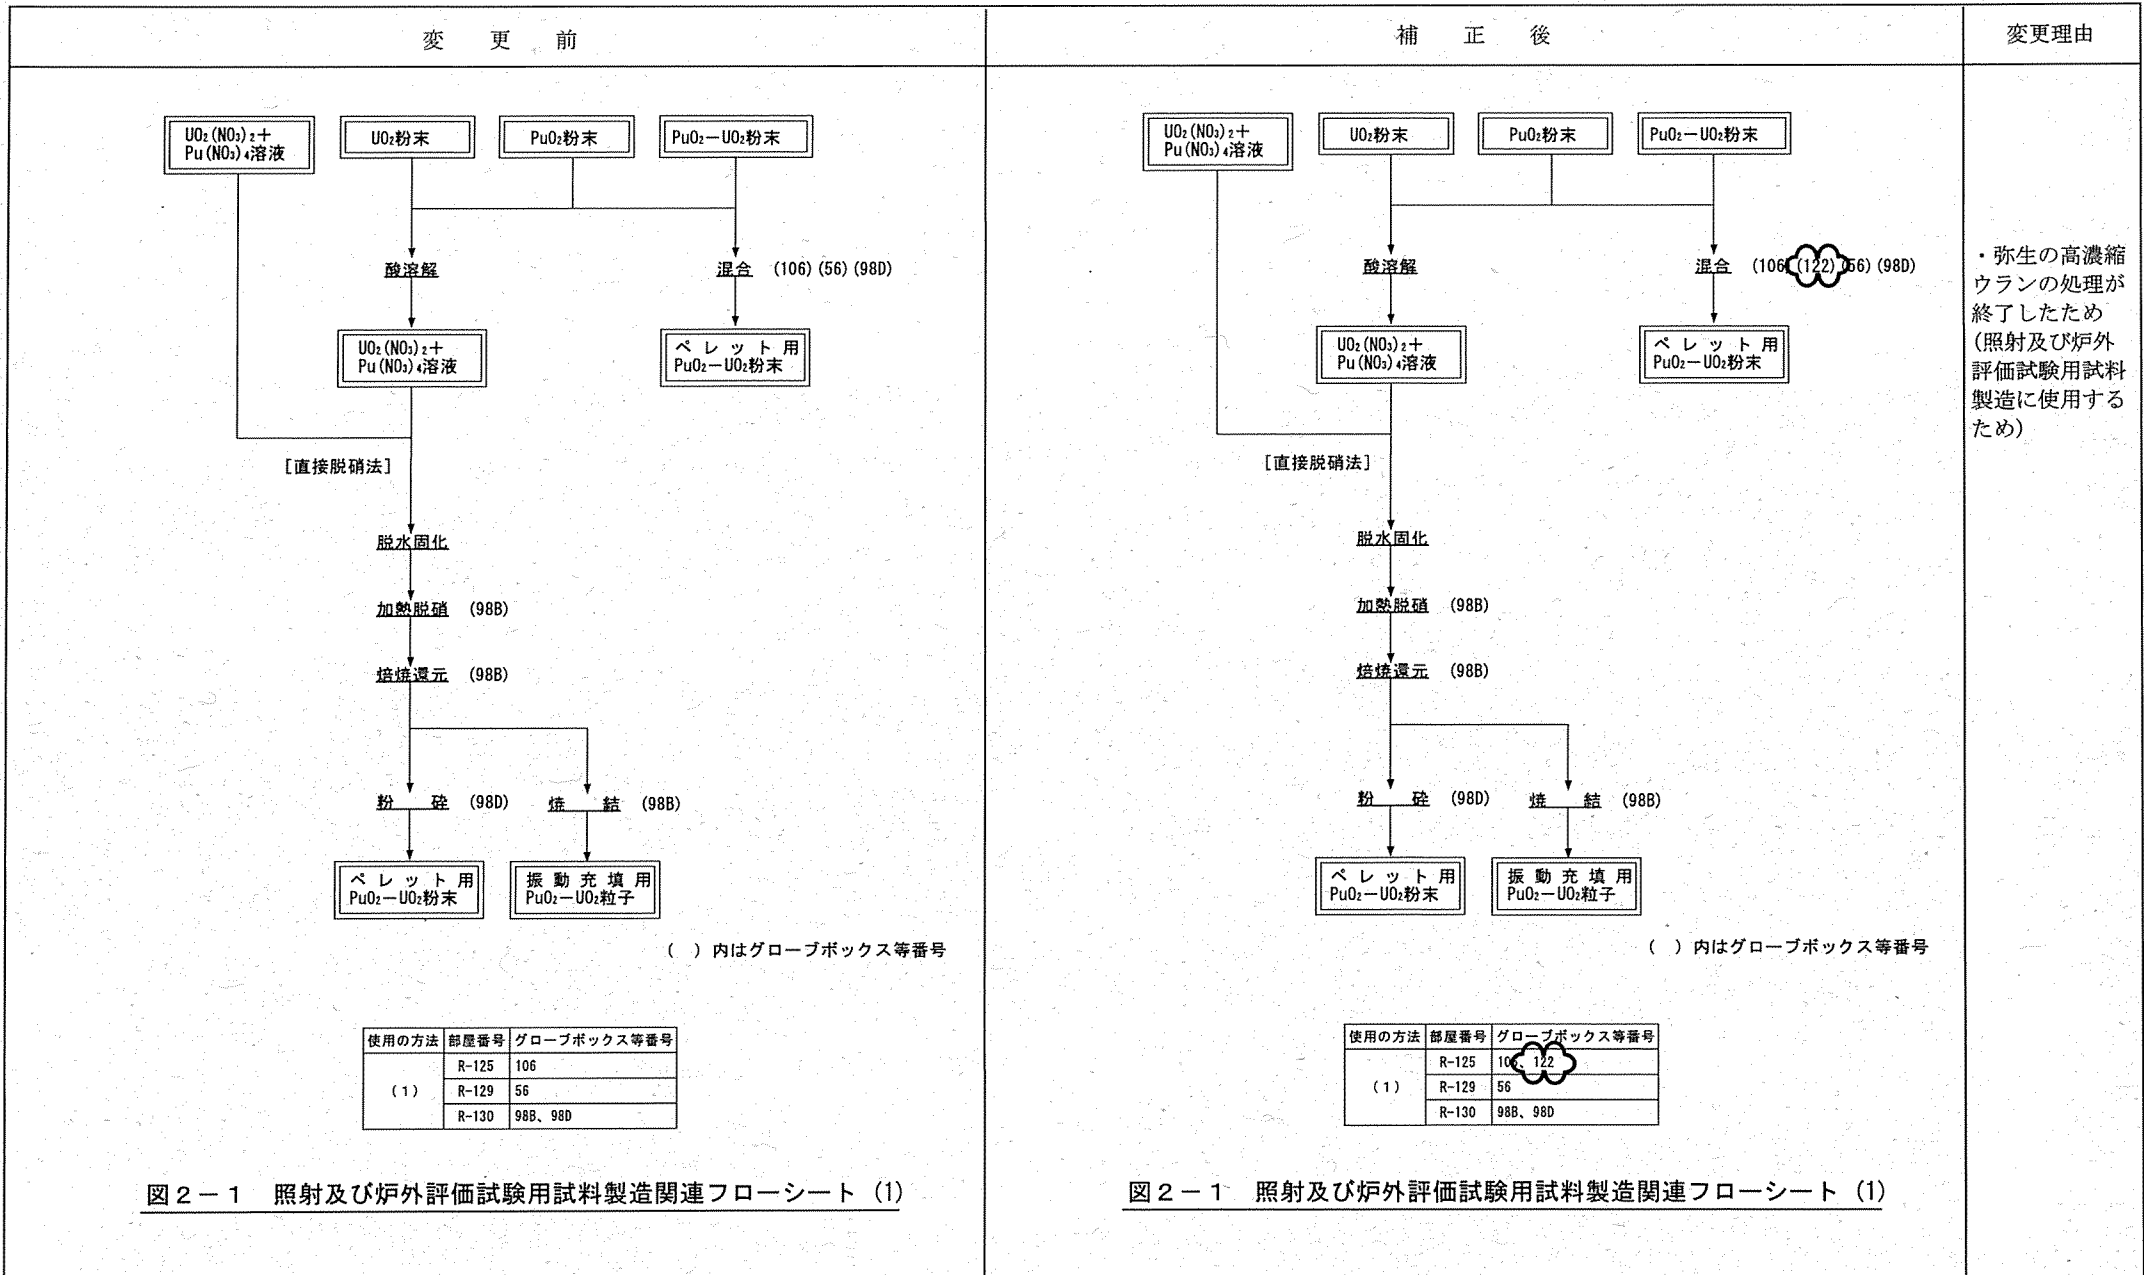 変更前
補正後
変更理由
UO₂(NO₃)₂＋
Pu(NO₃)₄溶液
UO₂粉末
PuO₂粉末
PuO₂－UO₂粉末
酸溶解
混合 (106)(56)(98D)
UO₂(NO₃)₂＋
Pu(NO₃)₄溶液
ペレット用
PuO₂－UO₂粉末
[直接脱硝法]
脱水固化
加熱脱硝 (98B)
焙焼還元 (98B)
粉砕 (98D)
焼結 (98B)
ペレット用
PuO₂－UO₂粉末
振動充填用
PuO₂－UO₂粒子
( )内はグローブボックス等番号
使用の方法 部屋番号 グローブボックス等番号
(1) R-125 106
R-129 56
R-130 98B、98D
図２－１ 照射及び炉外評価試験用試料製造関連フローシート (1)
UO₂(NO₃)₂＋
Pu(NO₃)₄溶液
UO₂粉末
PuO₂粉末
PuO₂－UO₂粉末
酸溶解
混合 (106)(122)(56)(98D)
UO₂(NO₃)₂＋
Pu(NO₃)₄溶液
ペレット用
PuO₂－UO₂粉末
[直接脱硝法]
脱水固化
加熱脱硝 (98B)
焙焼還元 (98B)
粉砕 (98D)
焼結 (98B)
ペレット用
PuO₂－UO₂粉末
振動充填用
PuO₂－UO₂粒子
( )内はグローブボックス等番号
使用の方法 部屋番号 グローブボックス等番号
(1) R-125 106、122
R-129 56
R-130 98B、98D
図２－１ 照射及び炉外評価試験用試料製造関連フローシート (1)
・弥生の高濃縮
ウランの処理が
終了したため
(照射及び炉外
評価試験用試料
製造に使用する
ため)